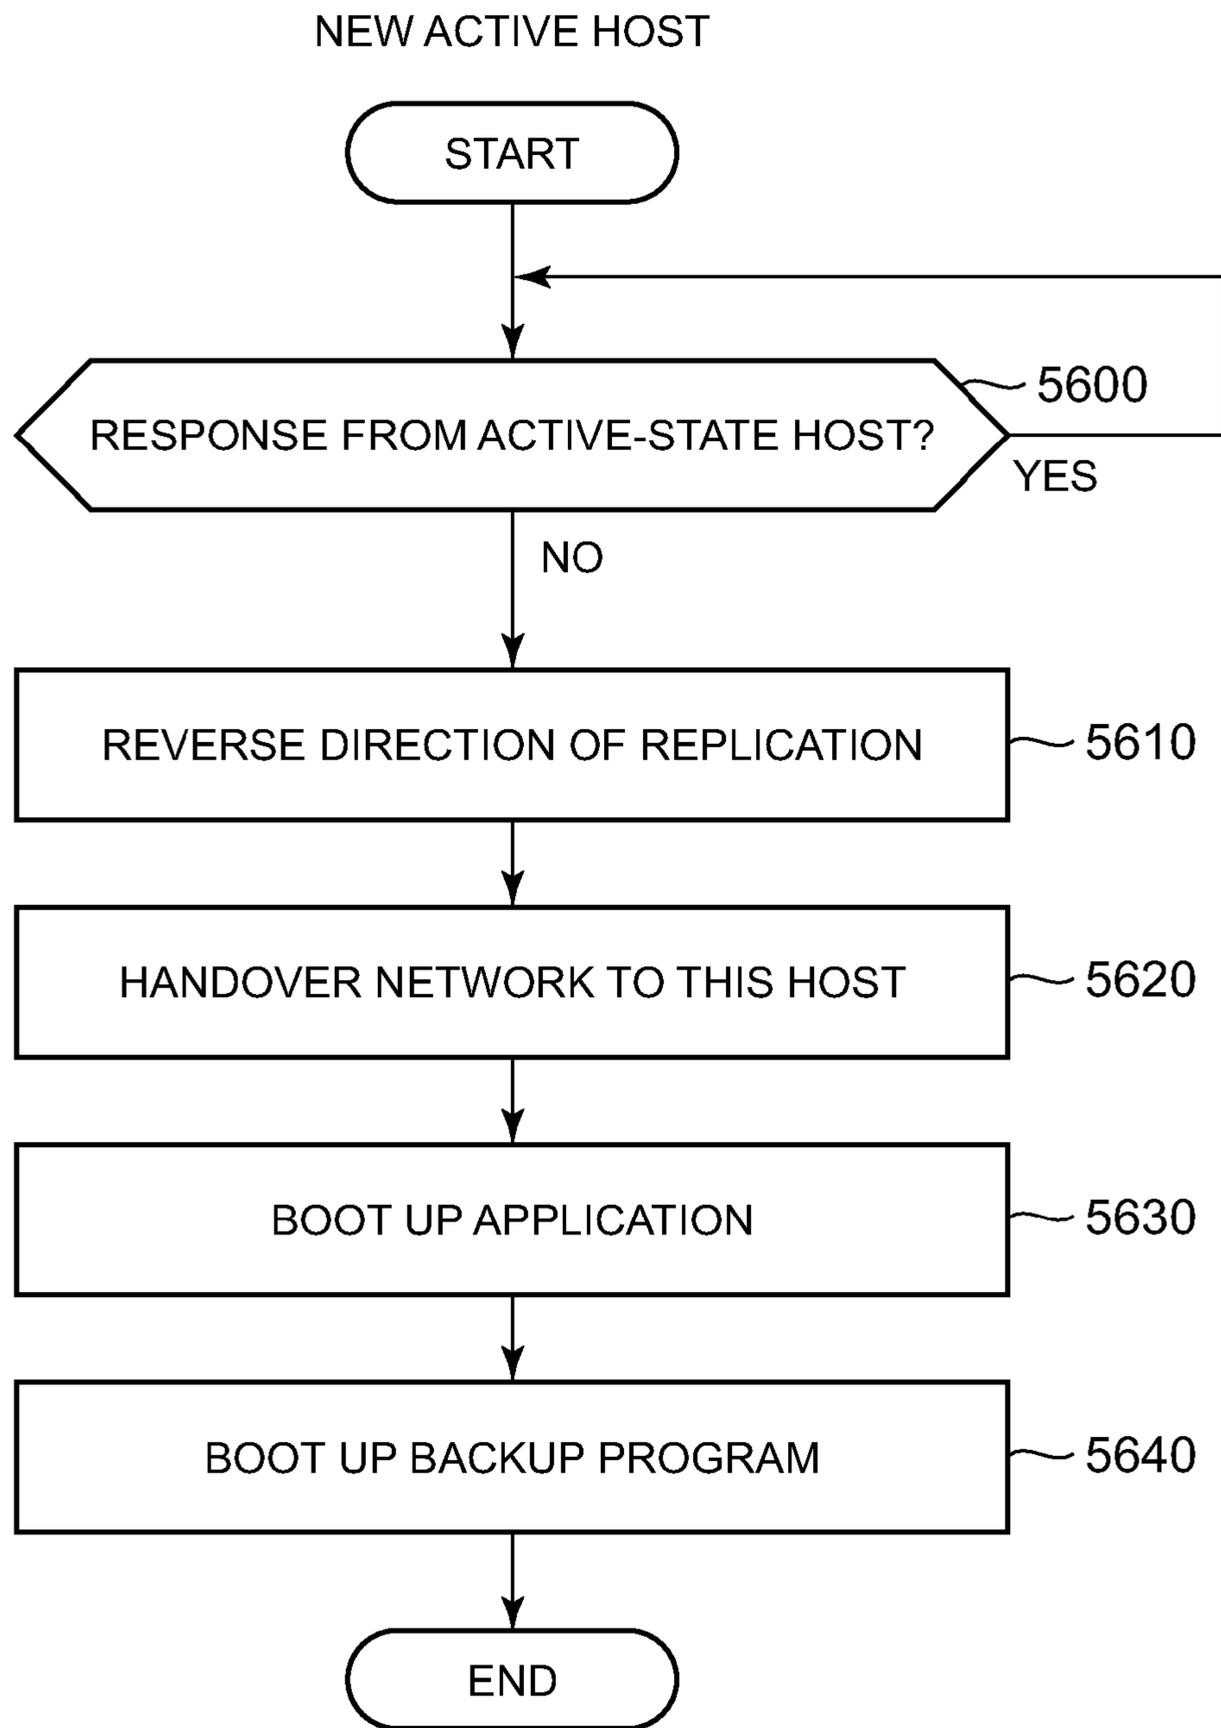 NEW ACTIVE HOST
START
RESPONSE FROM ACTIVE-STATE HOST?
5600
YES
NO
REVERSE DIRECTION OF REPLICATION
5610
HANDOVER NETWORK TO THIS HOST
5620
BOOT UP APPLICATION
5630
BOOT UP BACKUP PROGRAM
5640
END